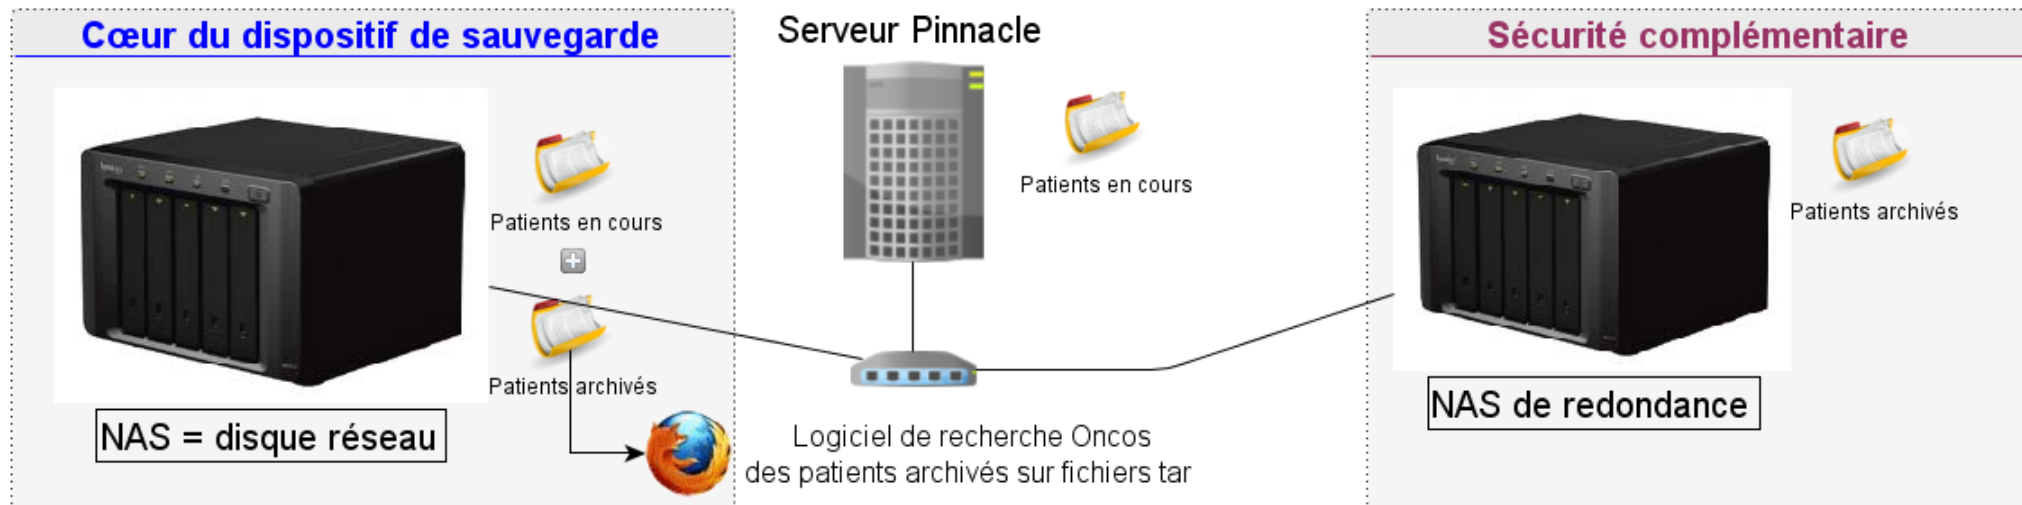 Cœur du dispositif de sauvegarde
Patients en cours
Patients archivés
NAS = disque réseau
Serveur Pinnacle
Patients en cours
Logiciel de recherche Oncos
des patients archivés sur fichiers tar
Sécurité complémentaire
Patients archivés
NAS de redondance